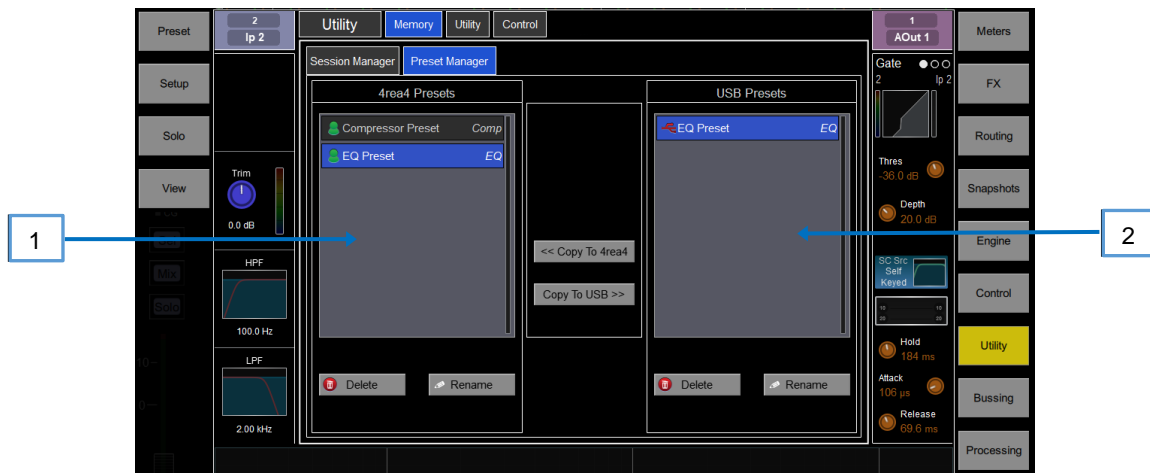 Preset
Setup
Solo
View
1
2
Ip 2
Trim
0.0 dB
HPF
100.0 Hz
LPF
2.00 kHz
Mix
Solo
Utility
Memory
Utility
Control
Session Manager
Preset Manager
4rea4 Presets
Compressor Preset Comp
EQ Preset EQ
Delete
Rename
<< Copy To 4rea4
Copy To USB >>
USB Presets
EQ Preset EQ
Delete
Rename
1
AOut 1
Gate
2 Ip 2
Thres
-36.0 dB
Depth
20.0 dB
SC Src
Self
Keyed
10 10
20 20
Hold
184 ms
Attack
106 µs
Release
69.6 ms
Meters
FX
Routing
Snapshots
Engine
Control
Utility
Bussing
Processing
2